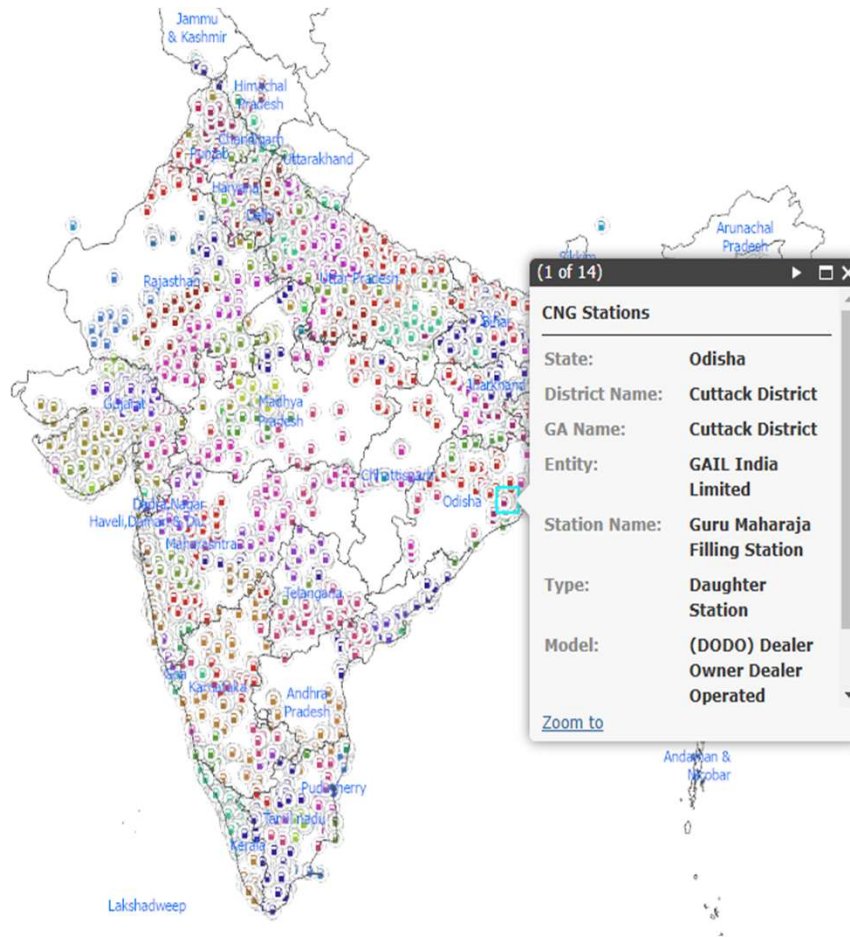 Jammu
& Kashmir
Himachal
Pradesh
Chandigarh
Punjab
Uttarakhand
Haryana
Delhi
Arunachal
Pradesh
Sikkim
Rajasthan
Uttar Pradesh
Bihar
Gujarat
Madhya
Pradesh
Jharkhand
Chhattisgarh
Odisha
Dadra,Nagar
Haveli,Daman & Diu
Maharashtra
Telangana
Goa
Karnataka
Andhra
Pradesh
Puducherry
Tamil nadu
Kerala
Lakshadweep
Andaman &
Nicobar
(1 of 14)
CNG Stations
State: Odisha
District Name: Cuttack District
GA Name: Cuttack District
Entity: GAIL India
Limited
Station Name: Guru Maharaja
Filling Station
Type: Daughter
Station
Model: (DODO) Dealer
Owner Dealer
Operated
Zoom to